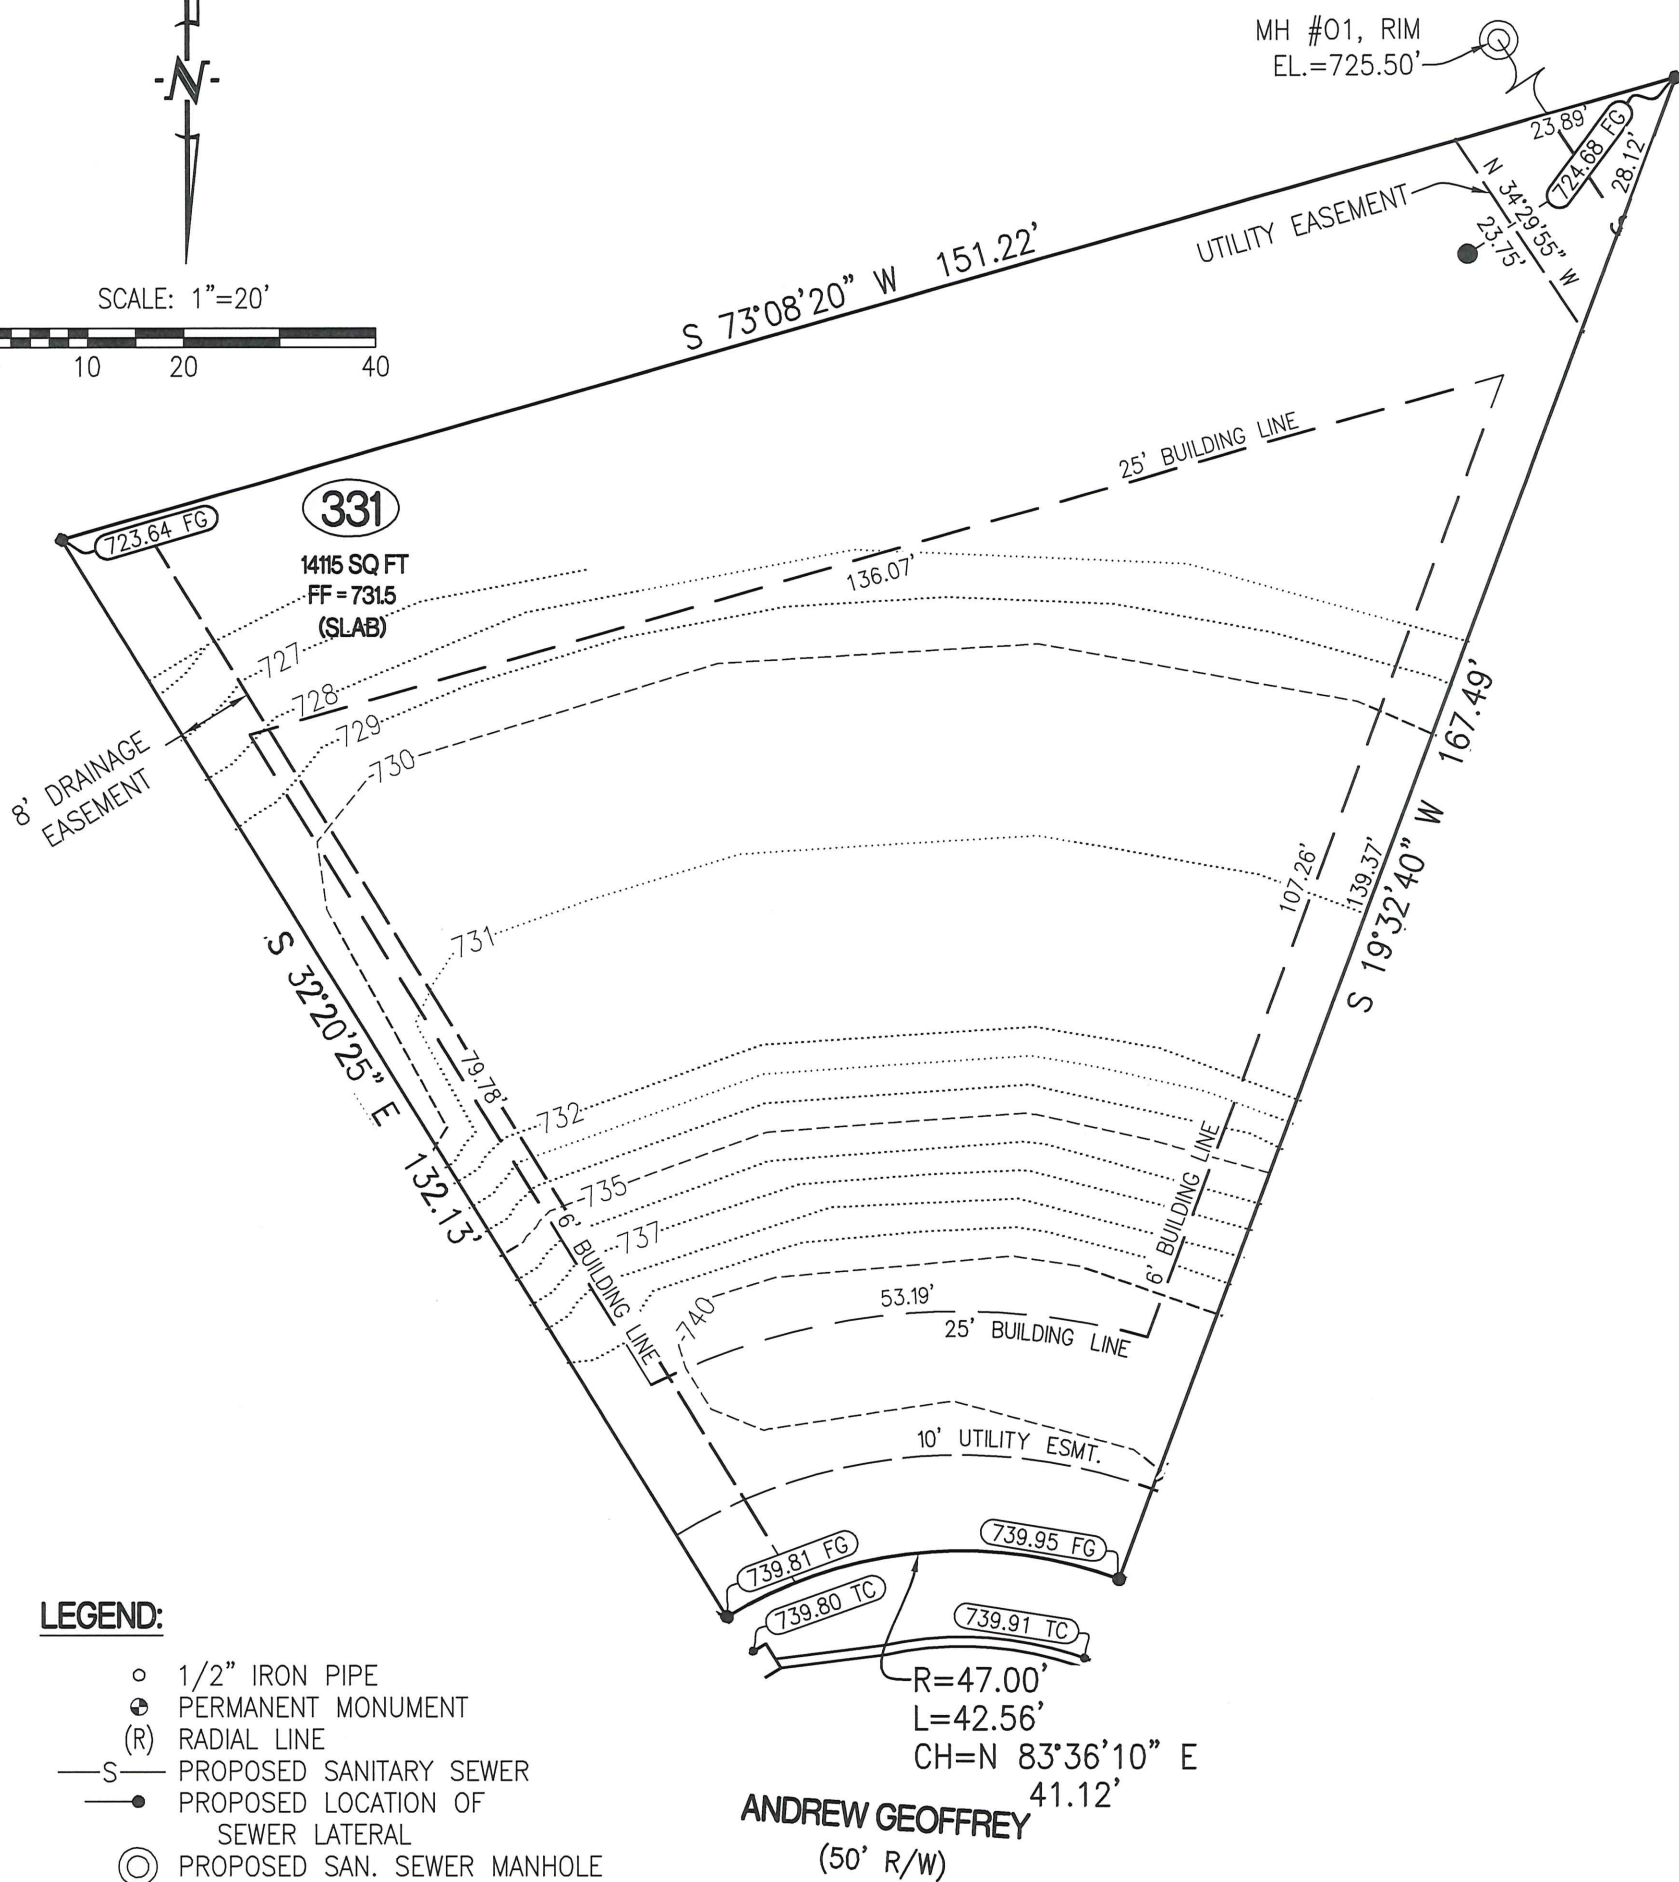 MH #01, RIM
EL.=725.50'
-N-
SCALE: 1"=20'
10 20 40
23.89'
724.68 FG
28.12'
N 34°29'55" W
23.75'
UTILITY EASEMENT
S
S 73°08'20" W 151.22'
25' BUILDING LINE
136.07'
723.64 FG
331
14115 SQ FT
FF = 731.5
(SLAB)
727
728
729
730
731
8' DRAINAGE
EASEMENT
S 32°20'25" E 132.13'
79.78'
S 19°32'40" W 167.49'
139.37'
107.26'
732
735
737
740
6' BUILDING LINE
6' BUILDING LINE
53.19'
25' BUILDING LINE
10' UTILITY ESMT.
739.81 FG
739.95 FG
739.80 TC
739.91 TC
R=47.00'
L=42.56'
CH=N 83°36'10" E
41.12'
ANDREW GEOFFREY
(50' R/W)
LEGEND:
1/2" IRON PIPE
PERMANENT MONUMENT
(R) RADIAL LINE
S PROPOSED SANITARY SEWER
PROPOSED LOCATION OF
SEWER LATERAL
PROPOSED SAN. SEWER MANHOLE